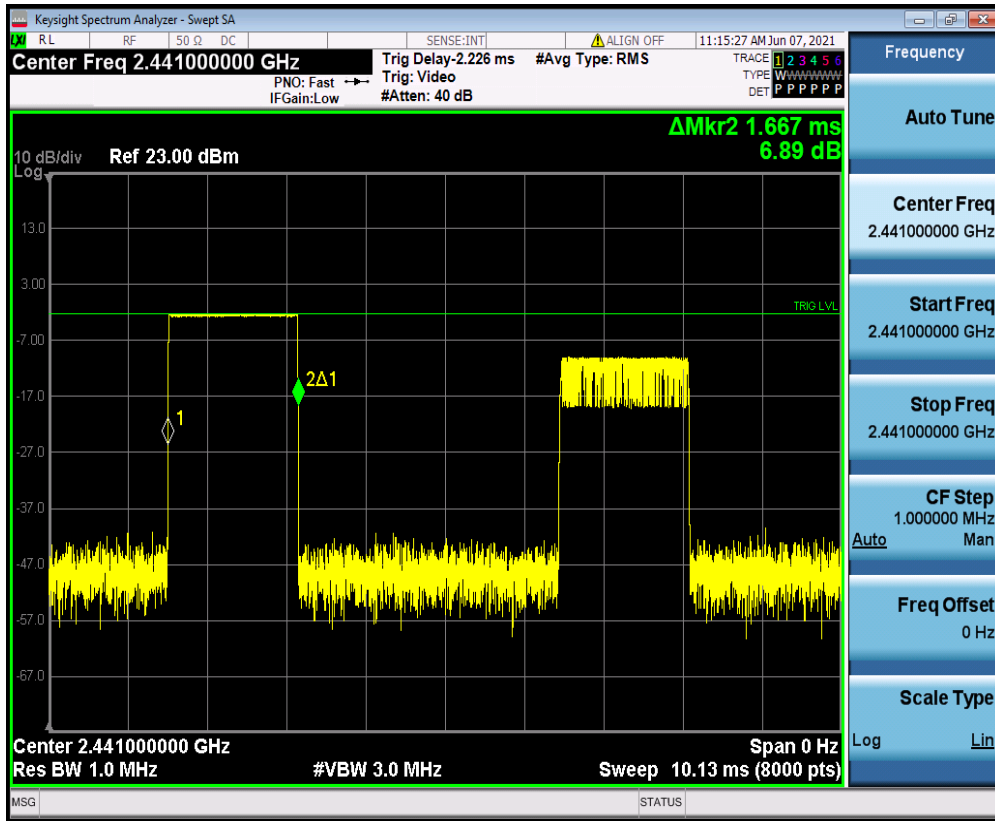 Keysight Spectrum Analyzer - Swept SA
LXI RL RF 50 Ω DC SENSE:INT ALIGN OFF 11:15:27 AM Jun 07, 2021
Center Freq 2.441000000 GHz
PNO: Fast
IFGain:Low
Trig Delay-2.226 ms
Trig: Video
#Atten: 40 dB
#Avg Type: RMS
TRACE 1 2 3 4 5 6
TYPE WWWWWWW
DET P P P P P P
ΔMkr2 1.667 ms
6.89 dB
10 dB/div Ref 23.00 dBm
Log
13.0
3.00
TRIG LVL
-7.00
-17.0
2Δ1
1
-27.0
-37.0
-47.0
-57.0
-67.0
Center 2.441000000 GHz Span 0 Hz
Res BW 1.0 MHz #VBW 3.0 MHz Sweep 10.13 ms (8000 pts)
MSG STATUS
Frequency
Auto Tune
Center Freq
2.441000000 GHz
Start Freq
2.441000000 GHz
Stop Freq
2.441000000 GHz
CF Step
1.000000 MHz
Auto Man
Freq Offset
0 Hz
Scale Type
Log Lin